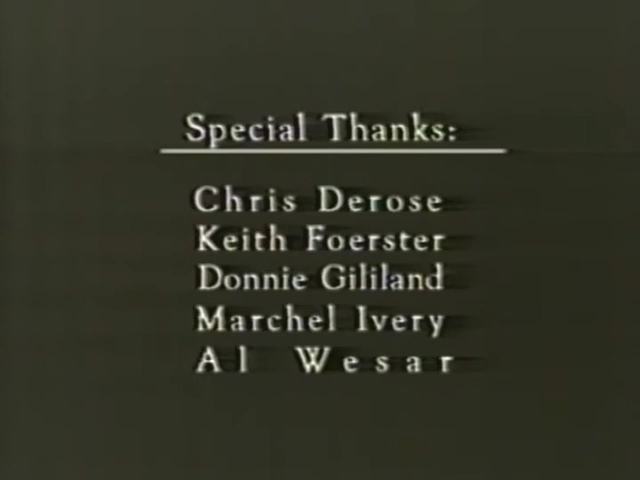 Special Thanks:
Chris Derose
Keith Foerster
Donnie Gililand
Marchel Ivery
Al Wesar